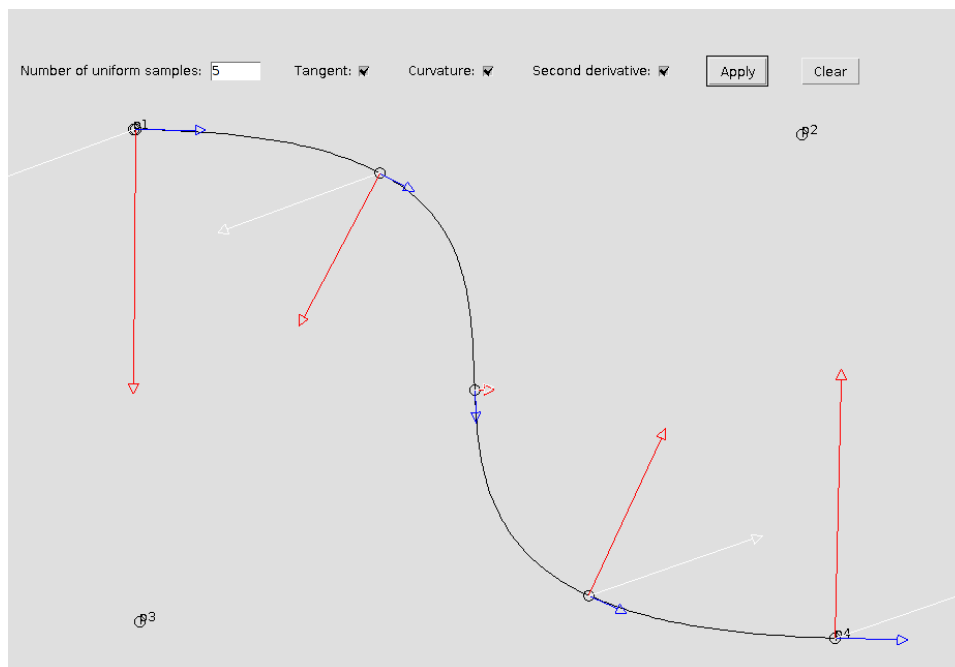 Number of uniform samples: 5 Tangent: Curvature: Second derivative: Apply Clear
p1
p2
p3
p4